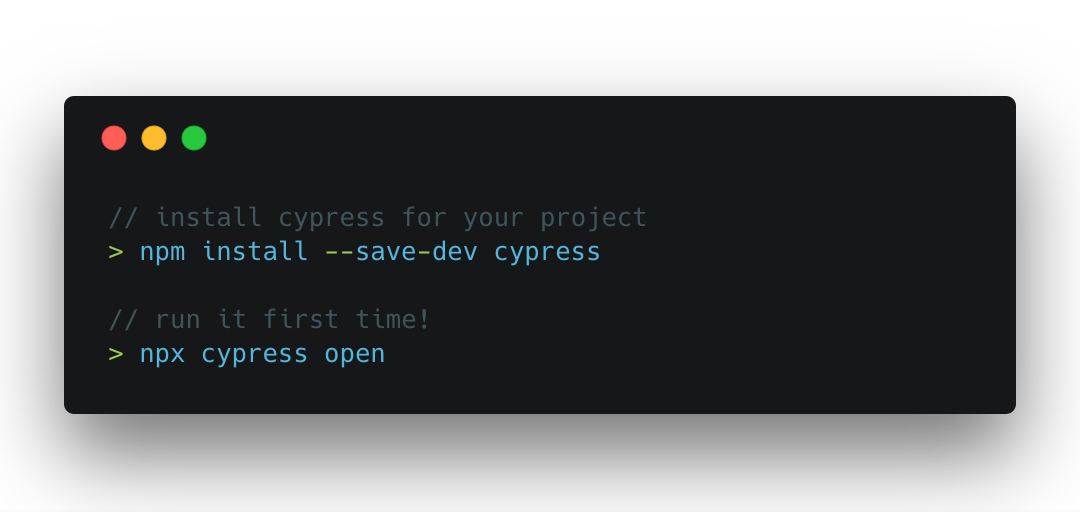 // install cypress for your project
> npm install --save-dev cypress
// run it first time!
> npx cypress open